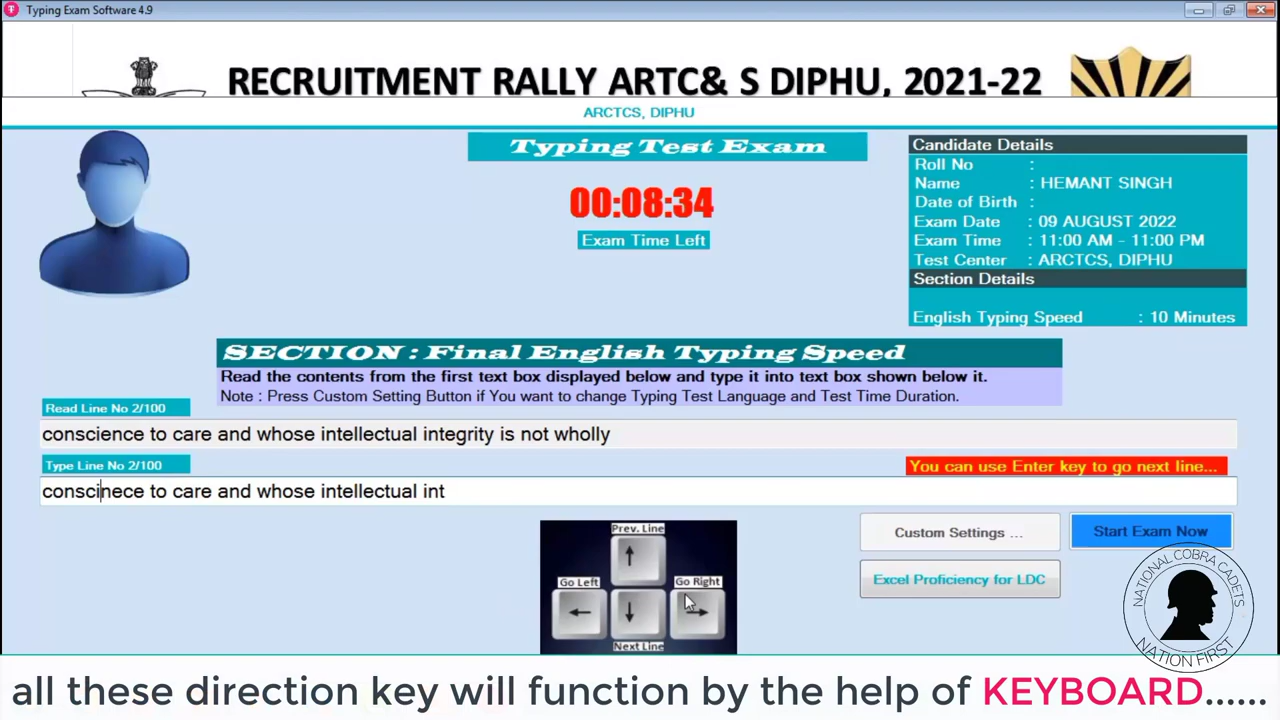 Typing Exam Software 4.9
RECRUITMENT RALLY ARTC& S DIPHU, 2021-22
ARCTCS, DIPHU
Typing Test Exam
00:08:34
Exam Time Left
Candidate Details
Roll No :
Name : HEMANT SINGH
Date of Birth :
Exam Date : 09 AUGUST 2022
Exam Time : 11:00 AM - 11:00 PM
Test Center : ARCTCS, DIPHU
Section Details
English Typing Speed : 10 Minutes
SECTION : Final English Typing Speed
Read the contents from the first text box displayed below and type it into text box shown below it.
Note : Press Custom Setting Button if You want to change Typing Test Language and Test Time Duration.
Read Line No 2/100
conscience to care and whose intellectual integrity is not wholly
Type Line No 2/100
You can use Enter key to go next line...
conscinece to care and whose intellectual int
Prev. Line
Go Left
Go Right
Next Line
Custom Settings ...
Start Exam Now
Excel Proficiency for LDC
NATIONAL COBRA CADETS
NATION FIRST
all these direction key will function by the help of KEYBOARD......